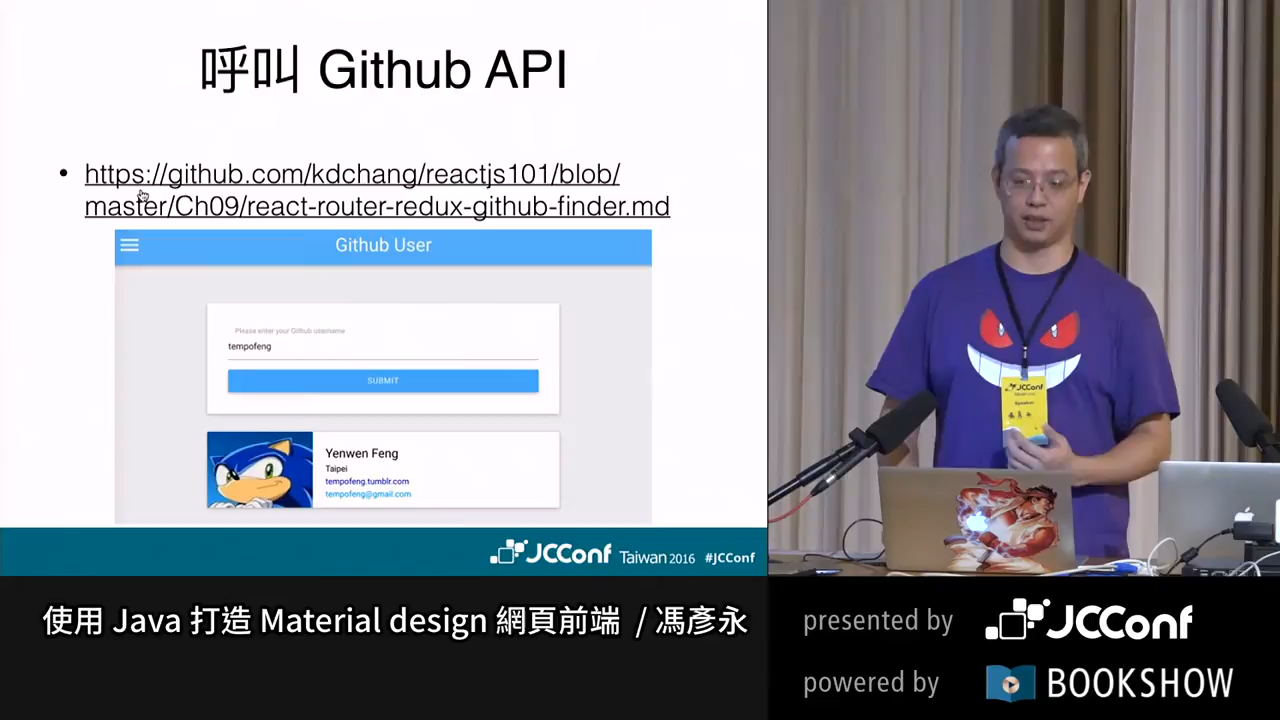 呼叫 Github API
• https://github.com/kdchang/reactjs101/blob/
master/Ch09/react-router-redux-github-finder.md
Github User
Please enter your Github username
tempofeng
SUBMIT
Yenwen Feng
Taipei
tempofeng.tumblr.com
tempofeng@gmail.com
JCConf Taiwan 2016 #JCConf
JCConf
Speaker
使用 Java 打造 Material design 網頁前端 / 馮彥永
presented by JCConf
powered by BOOKSHOW